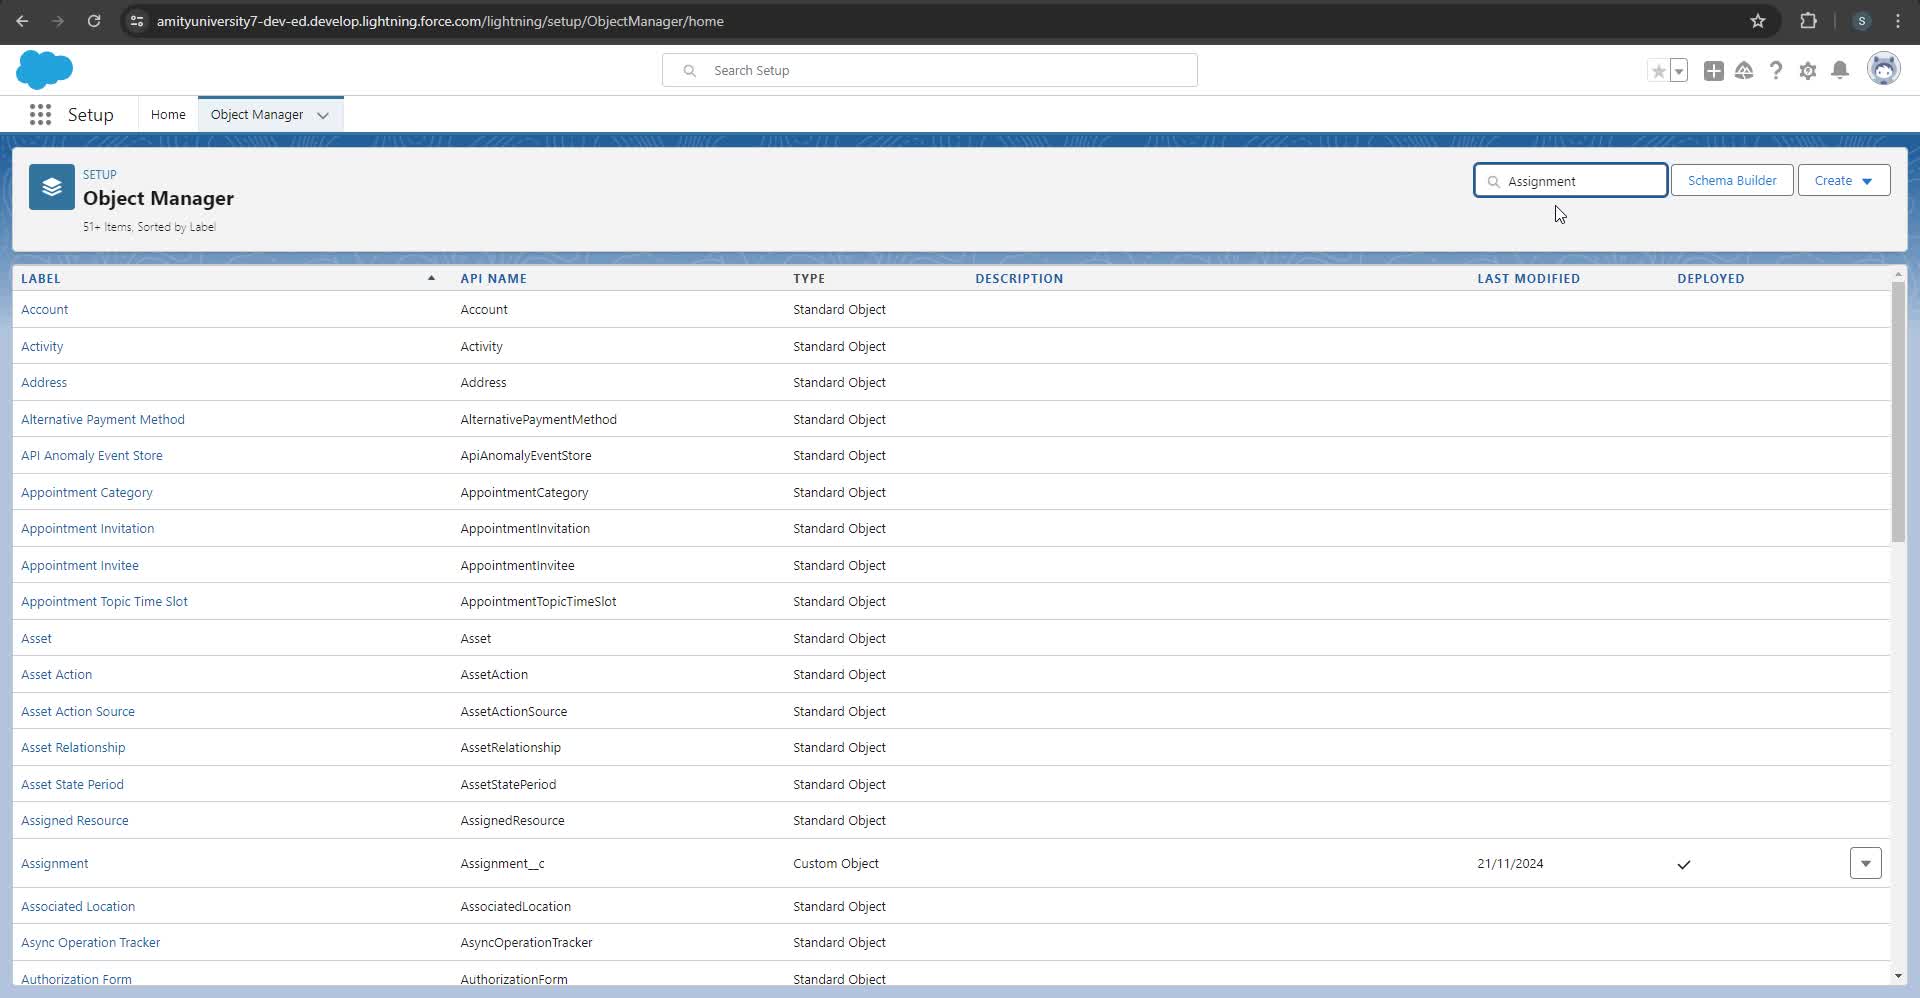 amityuniversity7-dev-ed.develop.lightning.force.com/lightning/setup/ObjectManager/home
S
Search Setup
Setup
Home
Object Manager
SETUP
Object Manager
51+ Items, Sorted by Label
Assignment
Schema Builder
Create
LABEL API NAME TYPE DESCRIPTION LAST MODIFIED DEPLOYED
Account Account Standard Object
Activity Activity Standard Object
Address Address Standard Object
Alternative Payment Method AlternativePaymentMethod Standard Object
API Anomaly Event Store ApiAnomalyEventStore Standard Object
Appointment Category AppointmentCategory Standard Object
Appointment Invitation AppointmentInvitation Standard Object
Appointment Invitee AppointmentInvitee Standard Object
Appointment Topic Time Slot AppointmentTopicTimeSlot Standard Object
Asset Asset Standard Object
Asset Action AssetAction Standard Object
Asset Action Source AssetActionSource Standard Object
Asset Relationship AssetRelationship Standard Object
Asset State Period AssetStatePeriod Standard Object
Assigned Resource AssignedResource Standard Object
Assignment Assignment__c Custom Object 21/11/2024
Associated Location AssociatedLocation Standard Object
Async Operation Tracker AsyncOperationTracker Standard Object
Authorization Form AuthorizationForm Standard Object